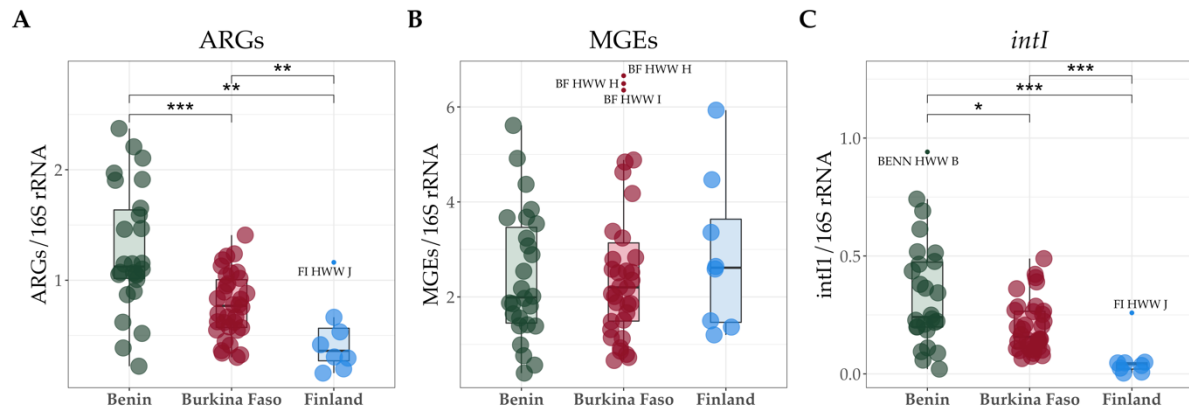 A
ARGs
ARGs/16S rRNA
2
1
**
**
***
FI HWW J
Benin
Burkina Faso
Finland
B
MGEs
MGEs/16S rRNA
6
4
2
BF HWW H
BF HWW H
BF HWW I
Benin
Burkina Faso
Finland
C
intI
intI1/16S rRNA
1.0
0.5
0.0
***
***
*
BENN HWW B
FI HWW J
Benin
Burkina Faso
Finland